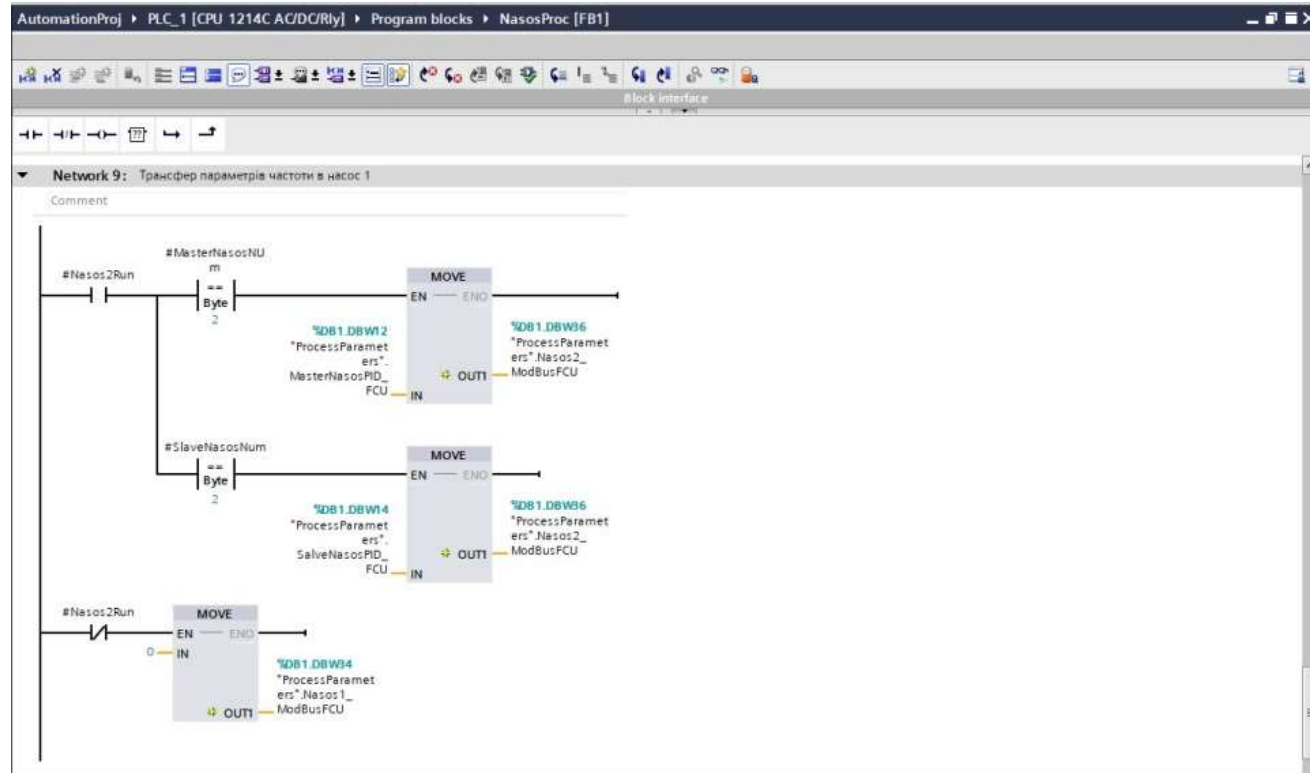 AutomationProj ▸ PLC_1 [CPU 1214C AC/DC/Rly] ▸ Program blocks ▸ NasosProc [FB1]
Block interface
Network 9: Трансфер параметрів частоти в насос 1
Comment
#MasterNasosNU
m
#Nasos2Run
==
Byte
2
MOVE
EN ENO
%DB1.DBW12
"ProcessParamet
ers".
MasterNasosPID_
FCU
IN
OUT1
%DB1.DBW36
"ProcessParamet
ers".Nasos2_
ModBusFCU
#SlaveNasosNum
==
Byte
2
MOVE
EN ENO
%DB1.DBW14
"ProcessParamet
ers".
SalveNasosPID_
FCU
IN
OUT1
%DB1.DBW36
"ProcessParamet
ers".Nasos2_
ModBusFCU
#Nasos2Run
MOVE
EN ENO
0
IN
OUT1
%DB1.DBW34
"ProcessParamet
ers".Nasos1_
ModBusFCU